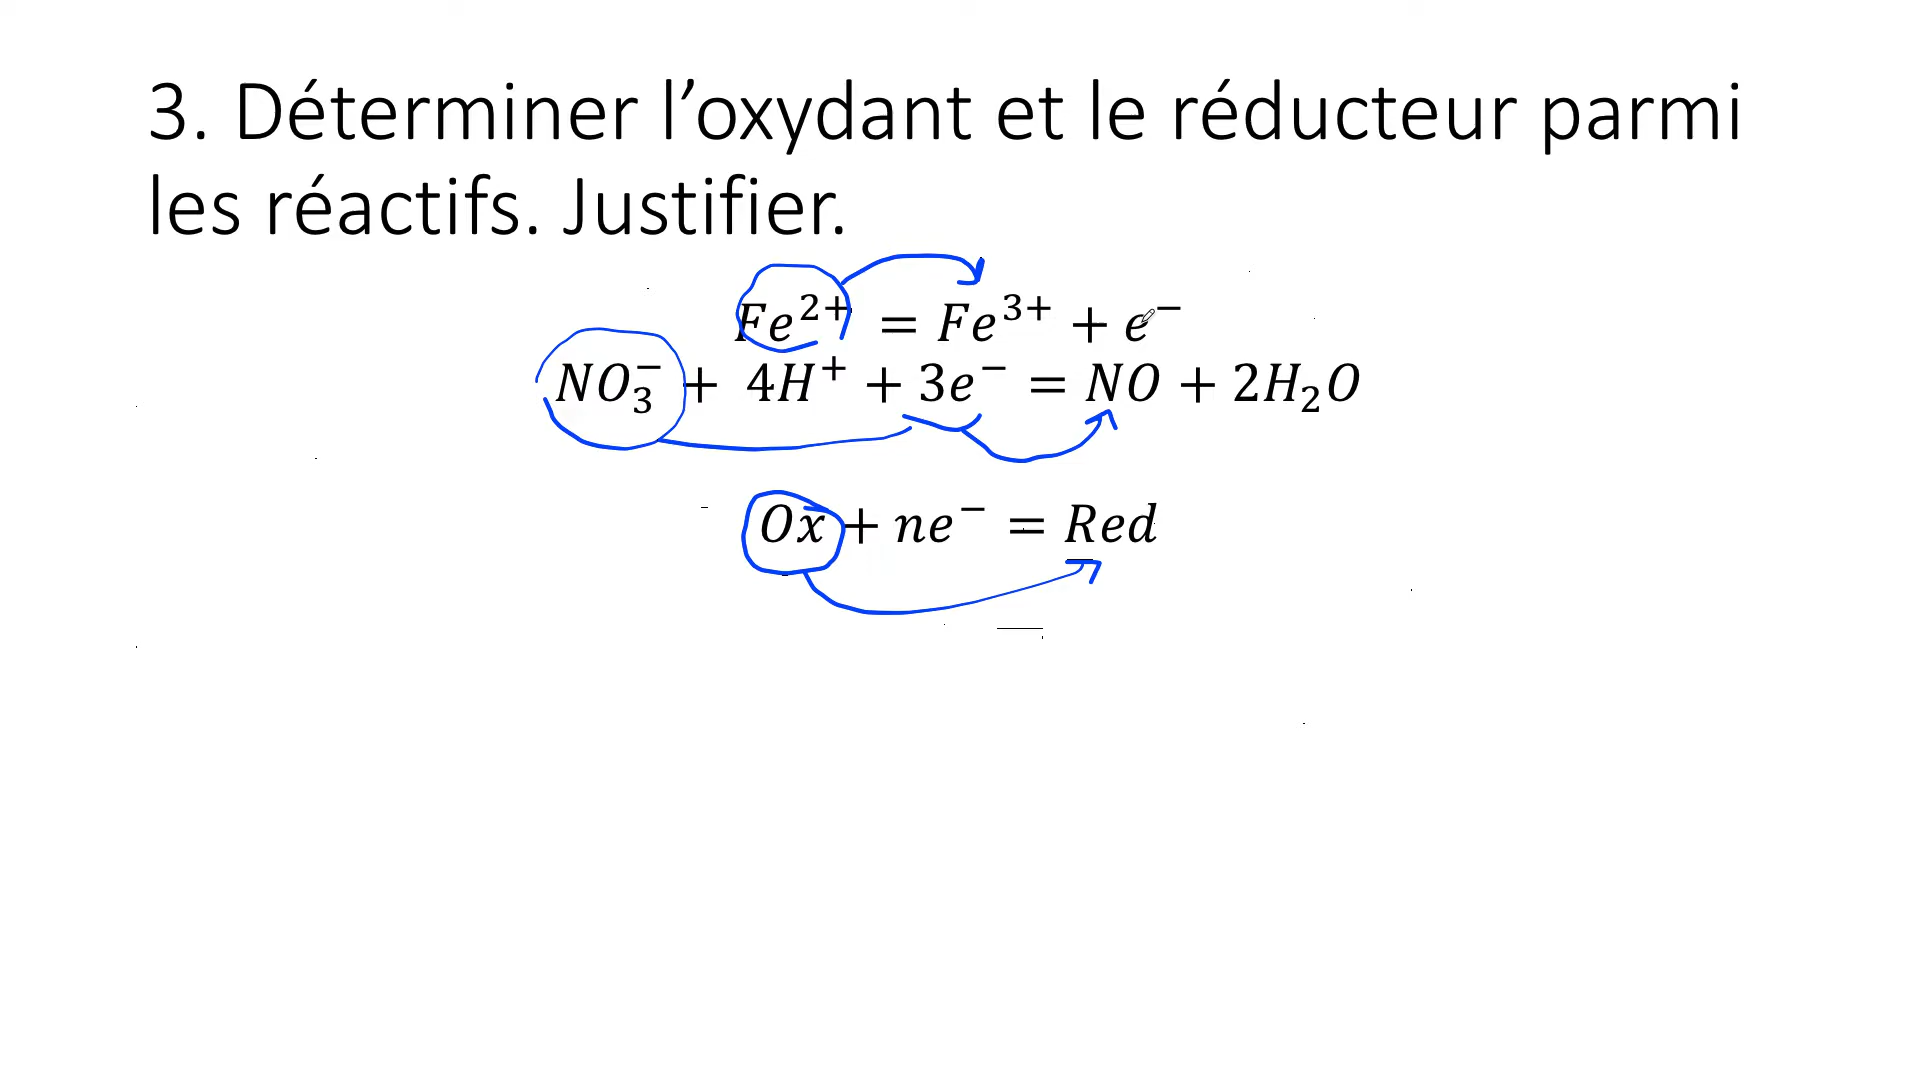 3. Déterminer l’oxydant et le réducteur parmi
les réactifs. Justifier.
Fe²⁺ = Fe³⁺ + e⁻
NO₃⁻ + 4H⁺ + 3e⁻ = NO + 2H₂O
Ox + ne⁻ = Red